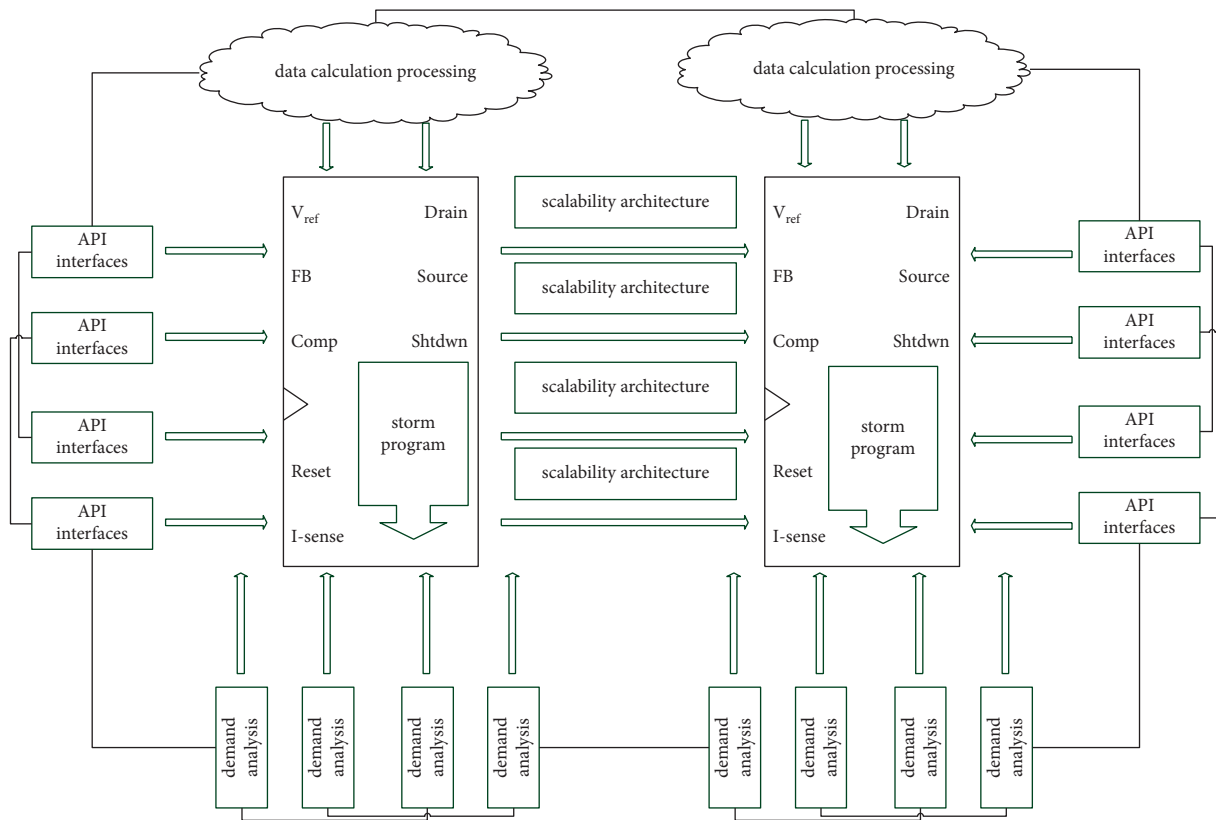 data calculation processing
data calculation processing
V_ref
Drain
FB
Source
Comp
Shtdwn
storm
program
Reset
I-sense
scalability architecture
scalability architecture
scalability architecture
scalability architecture
V_ref
Drain
FB
Source
Comp
Shtdwn
storm
program
Reset
I-sense
API
interfaces
API
interfaces
API
interfaces
API
interfaces
API
interfaces
API
interfaces
API
interfaces
API
interfaces
demand
analysis
demand
analysis
demand
analysis
demand
analysis
demand
analysis
demand
analysis
demand
analysis
demand
analysis